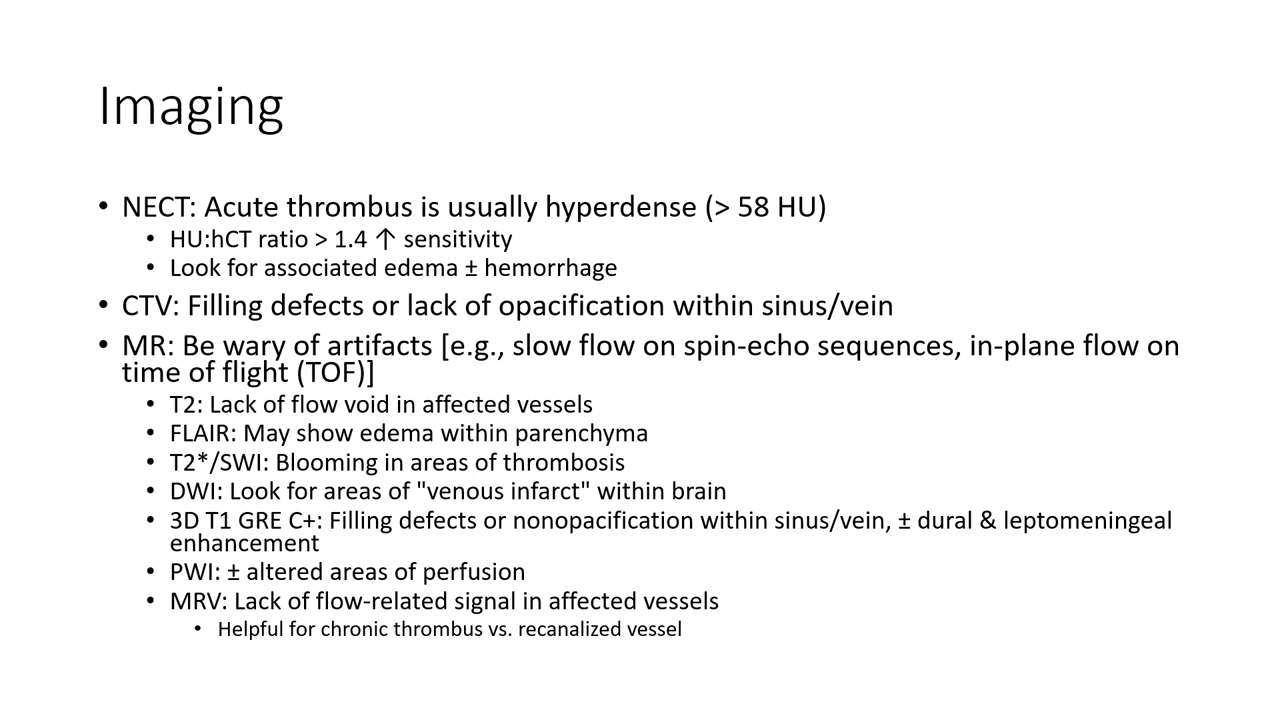 Imaging
• NECT: Acute thrombus is usually hyperdense (> 58 HU)
• HU:hCT ratio > 1.4 ↑ sensitivity
• Look for associated edema ± hemorrhage
• CTV: Filling defects or lack of opacification within sinus/vein
• MR: Be wary of artifacts [e.g., slow flow on spin-echo sequences, in-plane flow on
time of flight (TOF)]
• T2: Lack of flow void in affected vessels
• FLAIR: May show edema within parenchyma
• T2*/SWI: Blooming in areas of thrombosis
• DWI: Look for areas of "venous infarct" within brain
• 3D T1 GRE C+: Filling defects or nonopacification within sinus/vein, ± dural & leptomeningeal
enhancement
• PWI: ± altered areas of perfusion
• MRV: Lack of flow-related signal in affected vessels
• Helpful for chronic thrombus vs. recanalized vessel